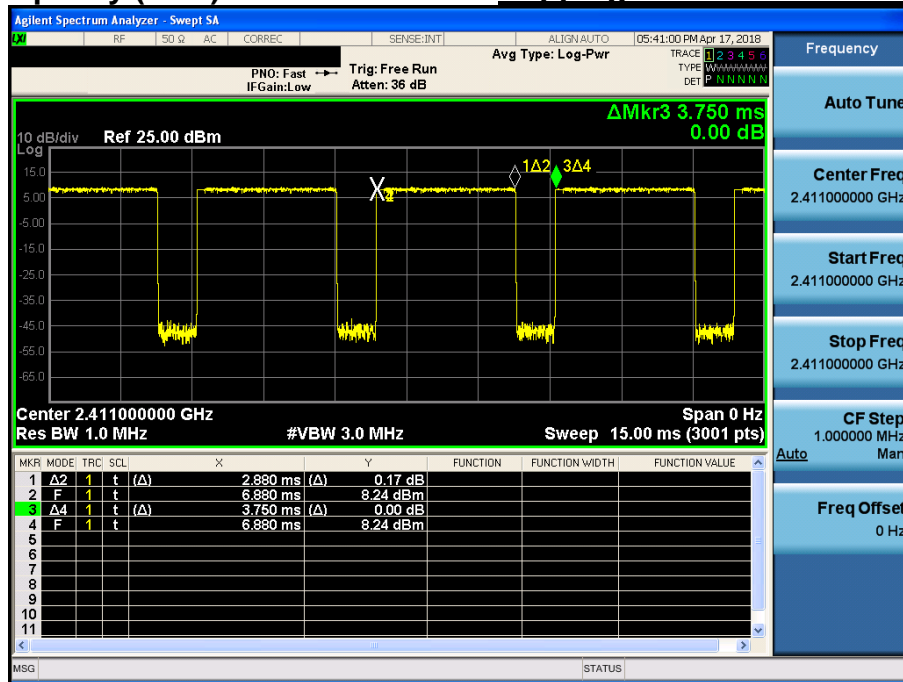 Agilent Spectrum Analyzer - Swept SA
LXI RF 50 Ω AC CORREC SENSE:INT ALIGN AUTO 05:41:00 PM Apr 17, 2018
Avg Type: Log-Pwr TRACE 1 2 3 4 5 6
PNO: Fast Trig: Free Run TYPE WWWWWW
IFGain:Low Atten: 36 dB DET P N N N N N
ΔMkr3 3.750 ms
0.00 dB
10 dB/div Ref 25.00 dBm
Log
15.0
5.00
-5.00
-15.0
-25.0
-35.0
-45.0
-55.0
-65.0
1Δ2 3Δ4
Center 2.411000000 GHz Span 0 Hz
Res BW 1.0 MHz #VBW 3.0 MHz Sweep 15.00 ms (3001 pts)
MKR MODE TRC SCL X Y FUNCTION FUNCTION WIDTH FUNCTION VALUE
1 Δ2 1 t (Δ) 2.880 ms (Δ) 0.17 dB
2 F 1 t 6.880 ms 8.24 dBm
3 Δ4 1 t (Δ) 3.750 ms (Δ) 0.00 dB
4 F 1 t 6.880 ms 8.24 dBm
5
6
7
8
9
10
11
MSG STATUS
Frequency
Auto Tune
Center Freq
2.411000000 GHz
Start Freq
2.411000000 GHz
Stop Freq
2.411000000 GHz
CF Step
1.000000 MHz
Auto Man
Freq Offset
0 Hz